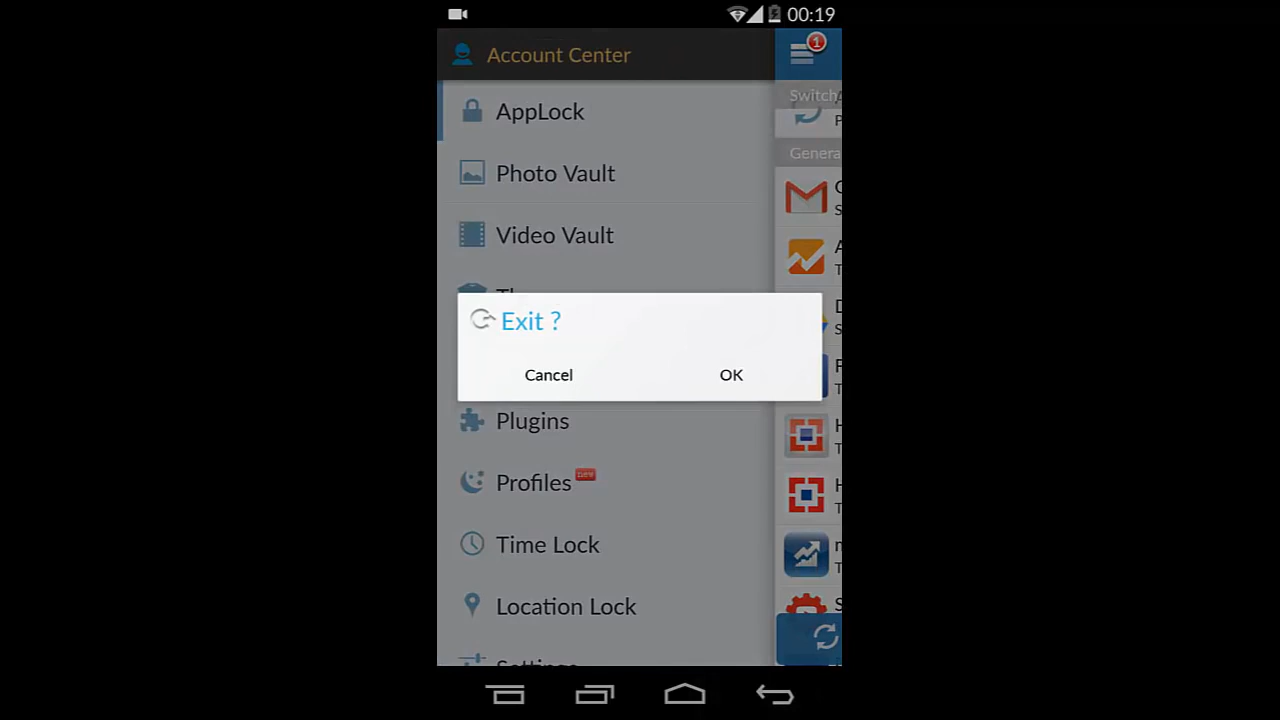 00:19
Account Center
1
Switch
AppLock
P
Genera
Photo Vault
Video Vault
Exit ?
Cancel
OK
Plugins
Profiles new
Time Lock
Location Lock